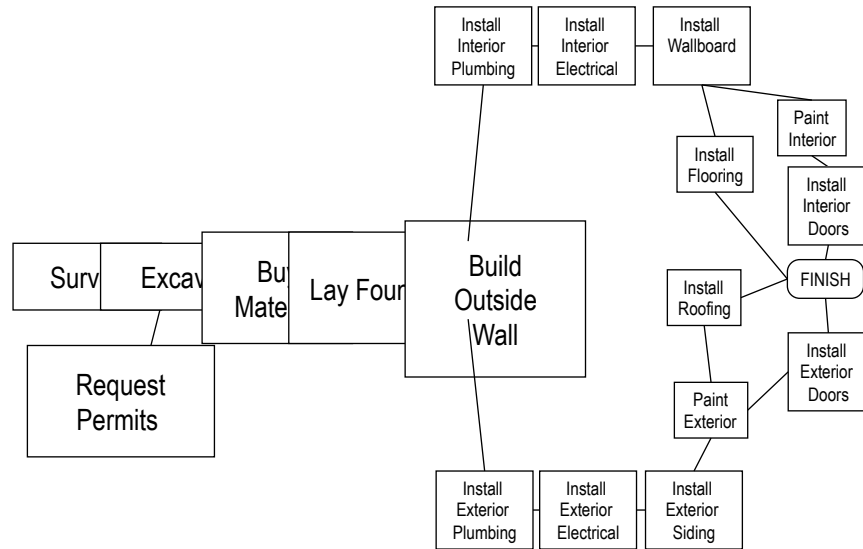 Install
Interior
Plumbing
Install
Interior
Electrical
Install
Wallboard
Paint
Interior
Install
Flooring
Install
Interior
Doors
Surv
Excav
Buy
Mate
Lay
Build
Outside
Wall
FINISH
Install
Roofing
Request
Permits
Install
Exterior
Doors
Paint
Exterior
Install
Exterior
Plumbing
Install
Exterior
Electrical
Install
Exterior
Siding